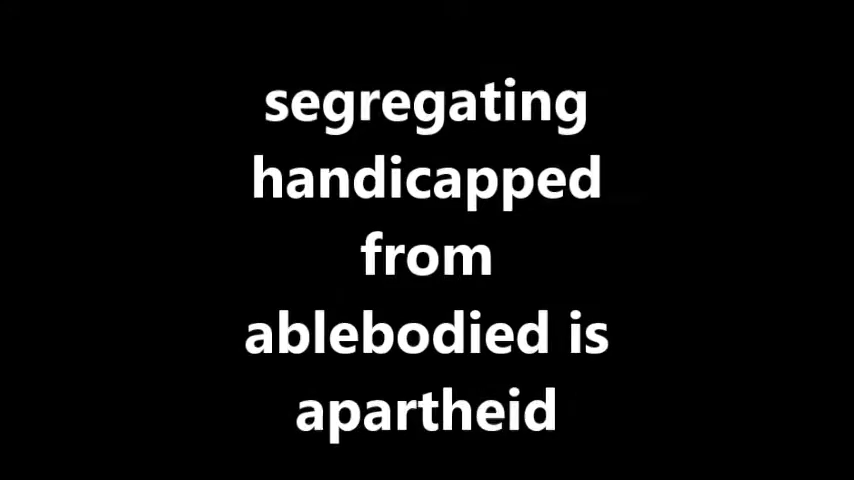 segregating
handicapped
from
ablebodied is
apartheid